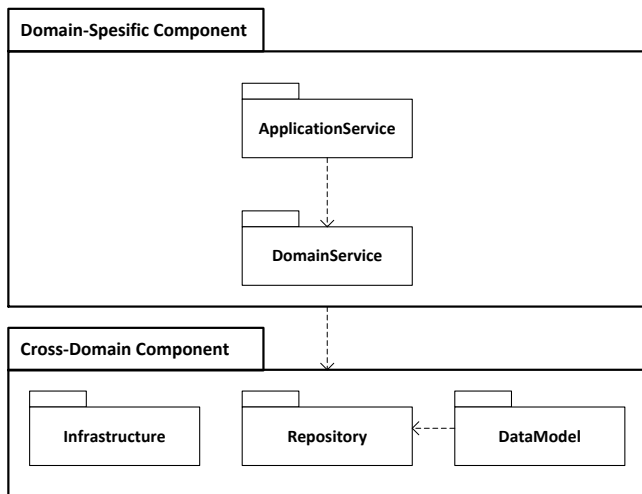 Domain-Spesific Component
ApplicationService
DomainService
Cross-Domain Component
Infrastructure
Repository
DataModel